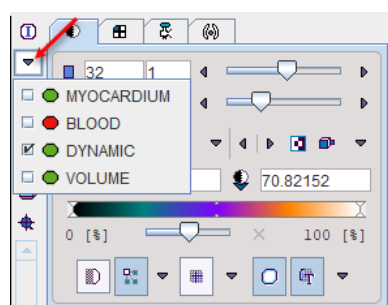 32 1
MYOCARDIUM
BLOOD
DYNAMIC
VOLUME
70.82152
0 [%] 100 [%]